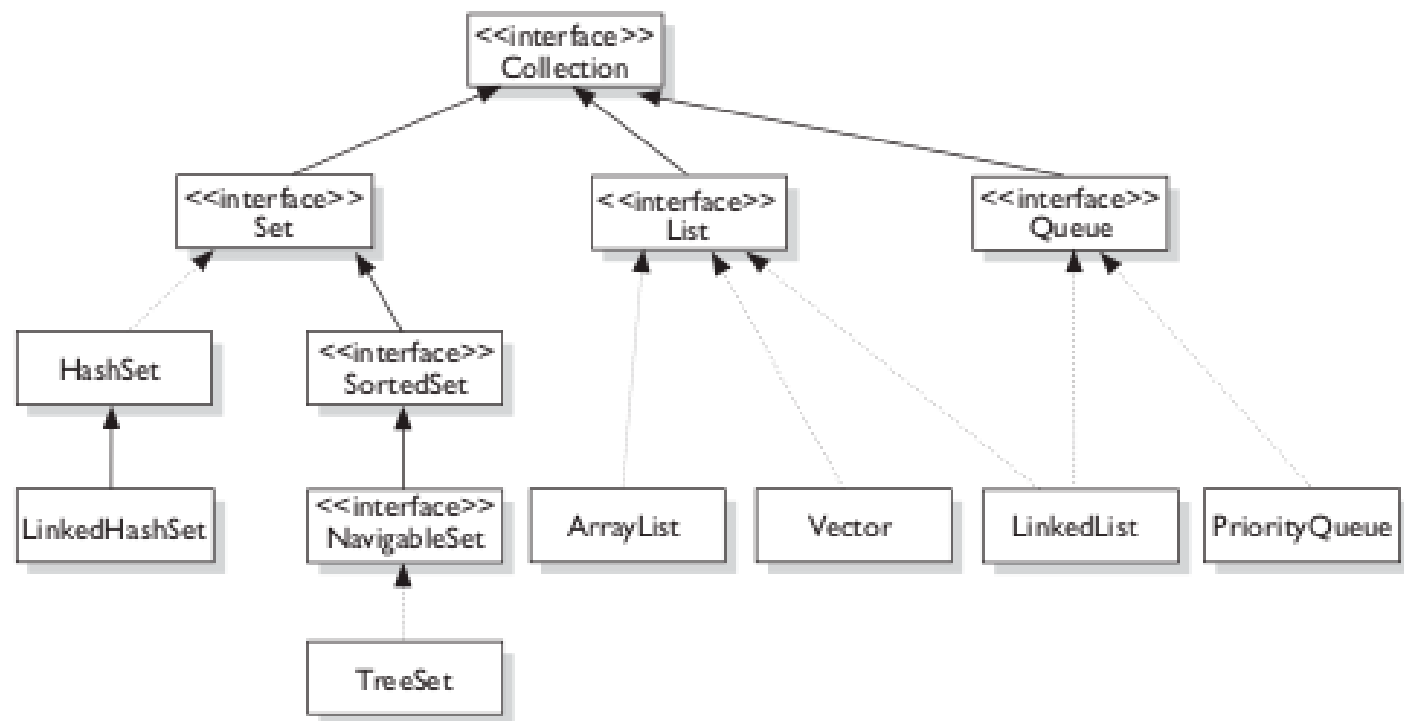 <<interface>>
Collection
<<interface>>
Set
<<interface>>
List
<<interface>>
Queue
HashSet
<<interface>>
SortedSet
LinkedHashSet
<<interface>>
NavigableSet
ArrayList
Vector
LinkedList
PriorityQueue
TreeSet